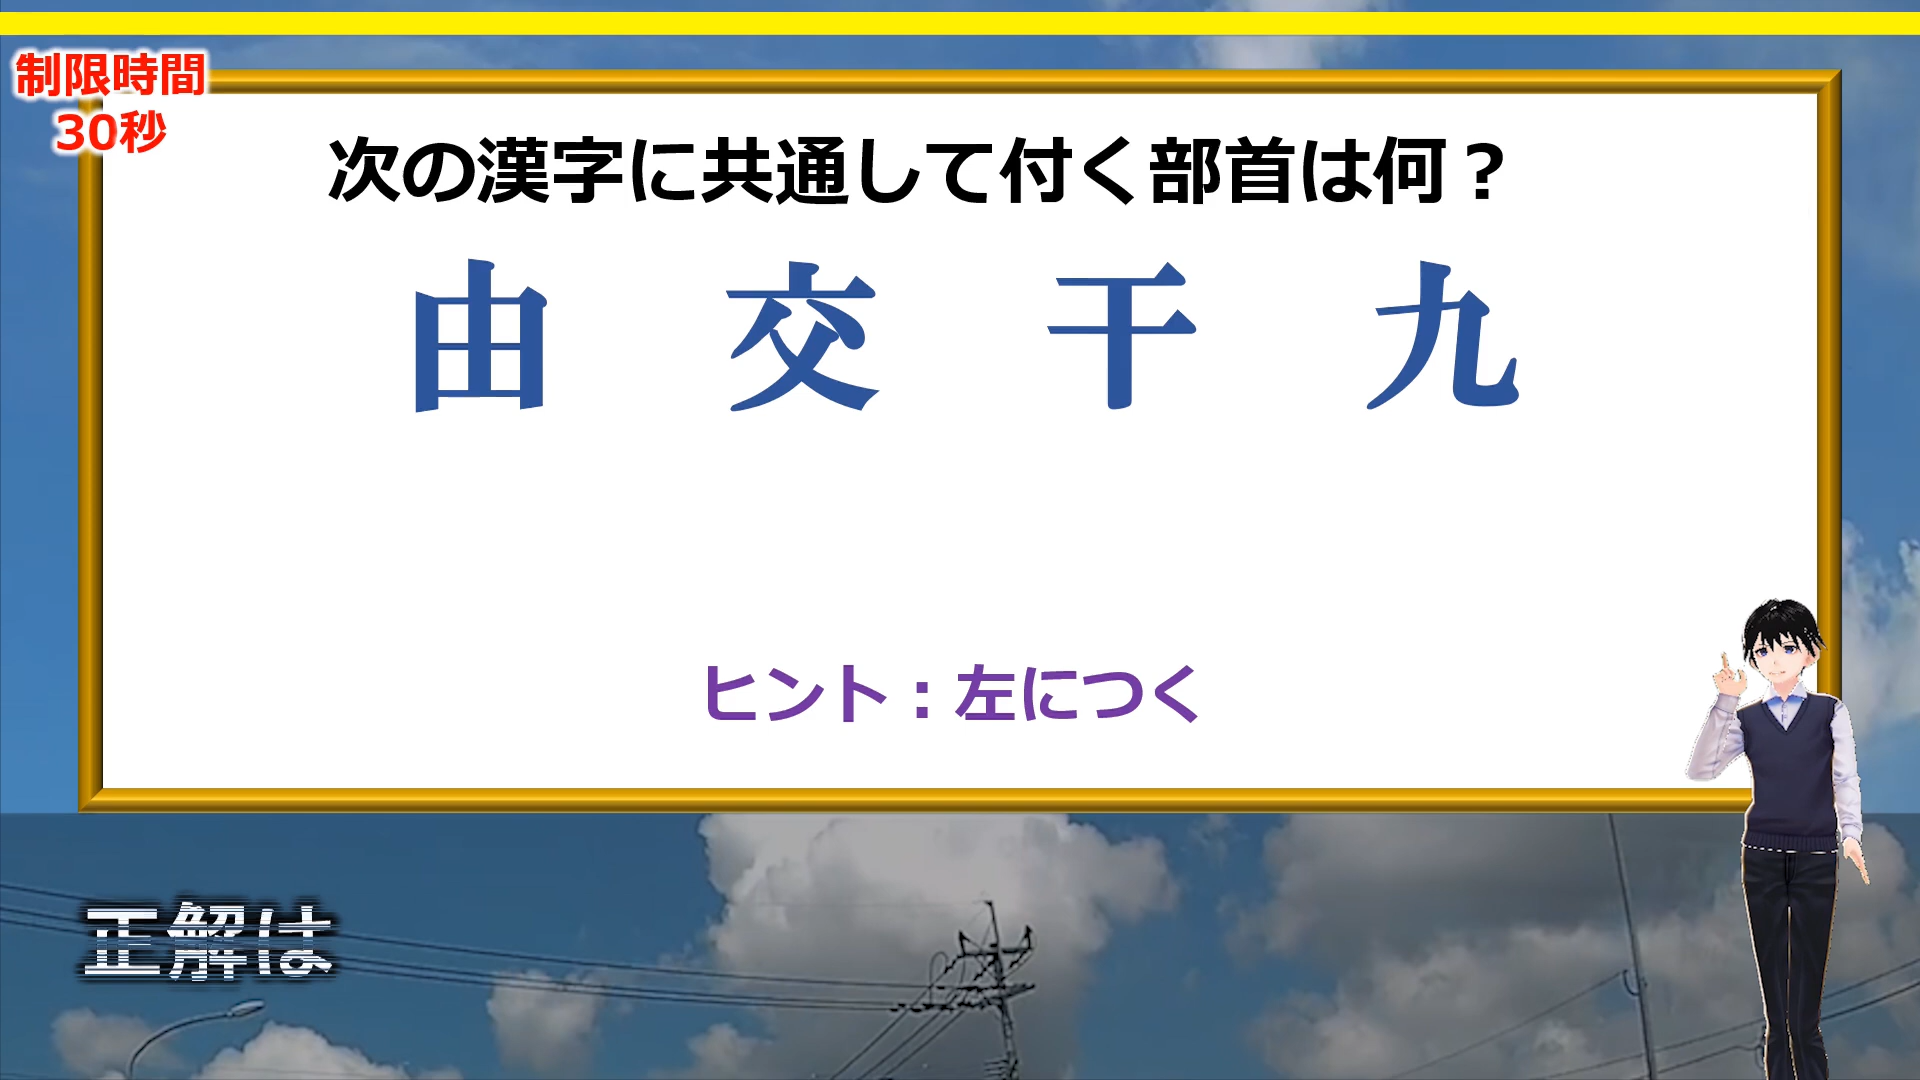 制限時間
30秒
次の漢字に共通して付く部首は何？
由 交 干 九
ヒント：左につく
正解は